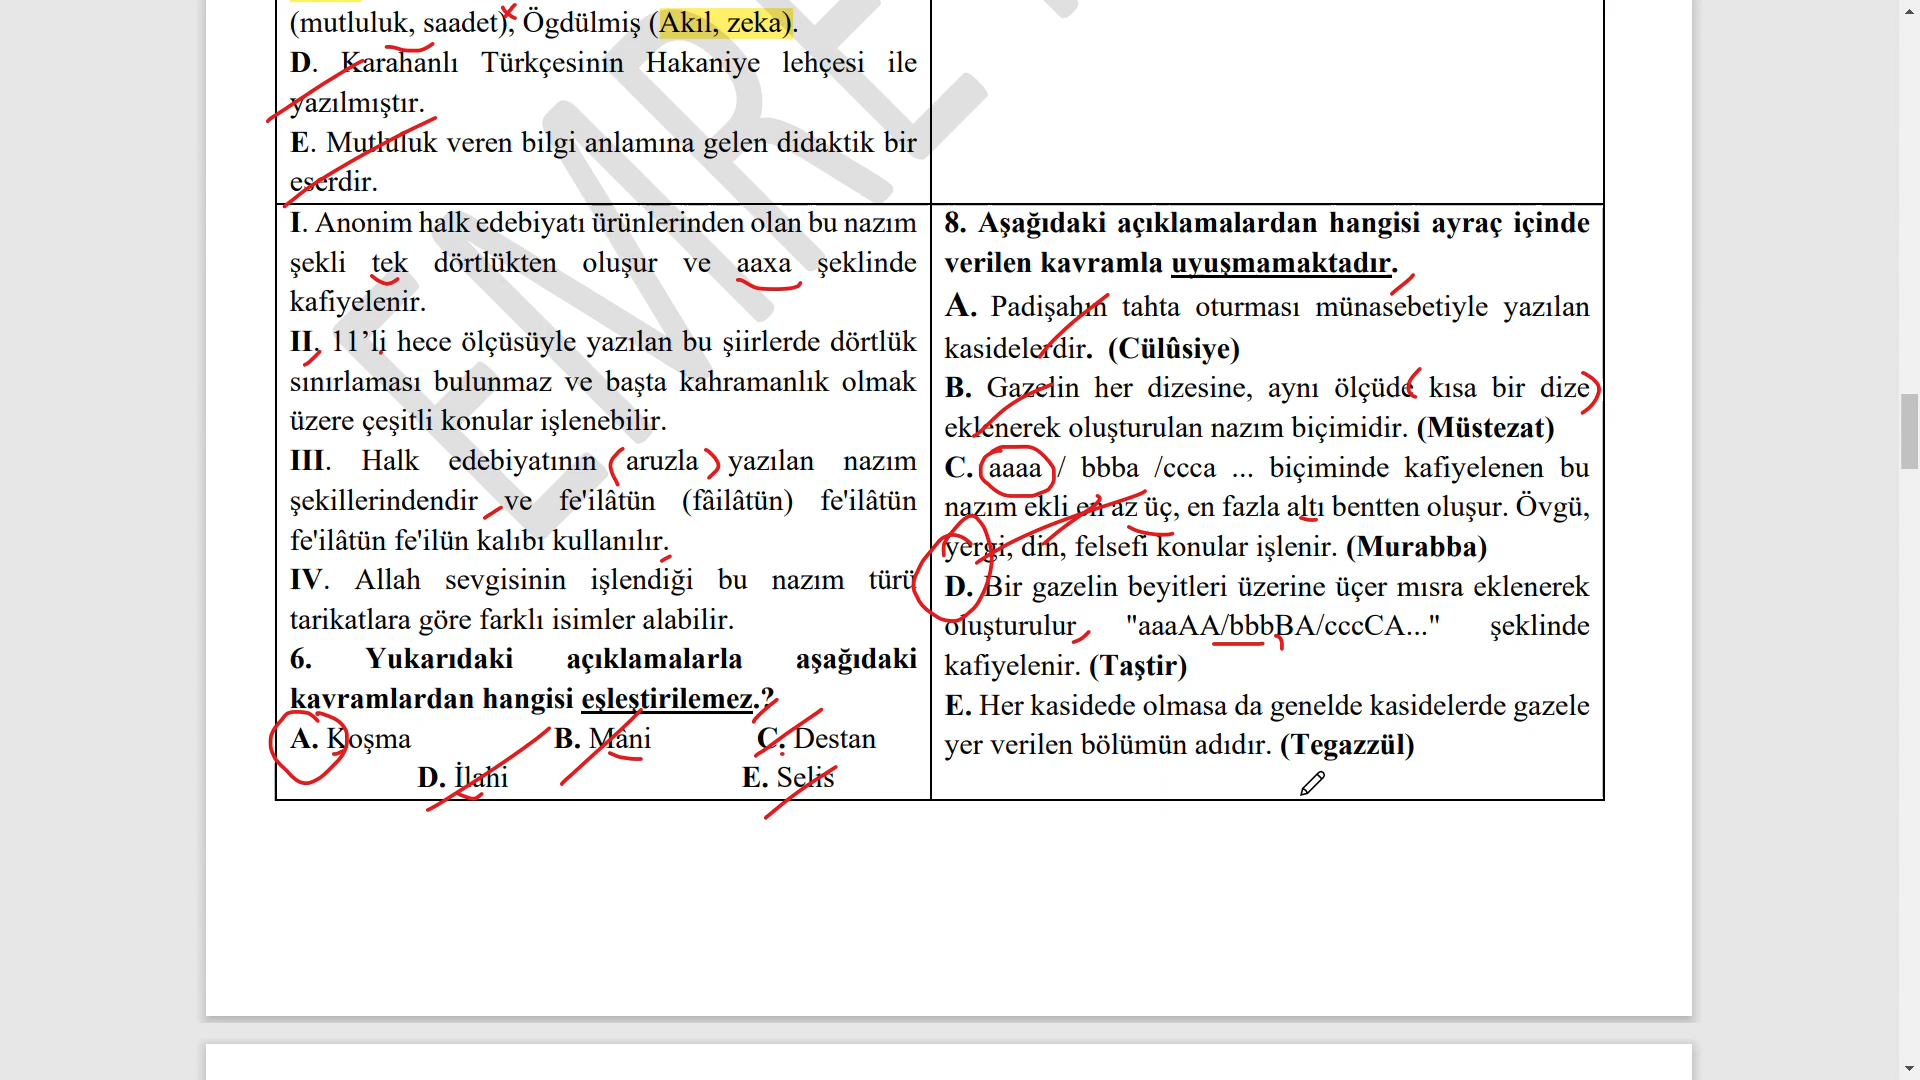 (mutluluk, saadet), Ögdülmiş (Akıl, zeka).
D. Karahanlı Türkçesinin Hakaniye lehçesi ile
yazılmıştır.
E. Mutluluk veren bilgi anlamına gelen didaktik bir
eserdir.
I. Anonim halk edebiyatı ürünlerinden olan bu nazım
şekli tek dörtlükten oluşur ve aaxa şeklinde
kafiyelenir.
II. 11’li hece ölçüsüyle yazılan bu şiirlerde dörtlük
sınırlaması bulunmaz ve başta kahramanlık olmak
üzere çeşitli konular işlenebilir.
III. Halk edebiyatının aruzla yazılan nazım
şekillerindendir ve fe'ilâtün (fâilâtün) fe'ilâtün
fe'ilâtün fe'ilün kalıbı kullanılır.
IV. Allah sevgisinin işlendiği bu nazım türü
tarikatlara göre farklı isimler alabilir.
6. Yukarıdaki açıklamalarla aşağıdaki
kavramlardan hangisi eşleştirilemez.?
A. Koşma B. Mâni C. Destan
D. İlahi E. Selis
8. Aşağıdaki açıklamalardan hangisi ayraç içinde
verilen kavramla uyuşmamaktadır.
A. Padişahın tahta oturması münasebetiyle yazılan
kasidelerdir. (Cülûsiye)
B. Gazelin her dizesine, aynı ölçüde kısa bir dize
eklenerek oluşturulan nazım biçimidir. (Müstezat)
C. aaaa / bbba /ccca ... biçiminde kafiyelenen bu
nazım ekli en az üç, en fazla altı bentten oluşur. Övgü,
yergi, din, felsefi konular işlenir. (Murabba)
D. Bir gazelin beyitleri üzerine üçer mısra eklenerek
oluşturulur, "aaaAA/bbbBA/cccCA..." şeklinde
kafiyelenir. (Taştir)
E. Her kasidede olmasa da genelde kasidelerde gazele
yer verilen bölümün adıdır. (Tegazzül)
EMRE